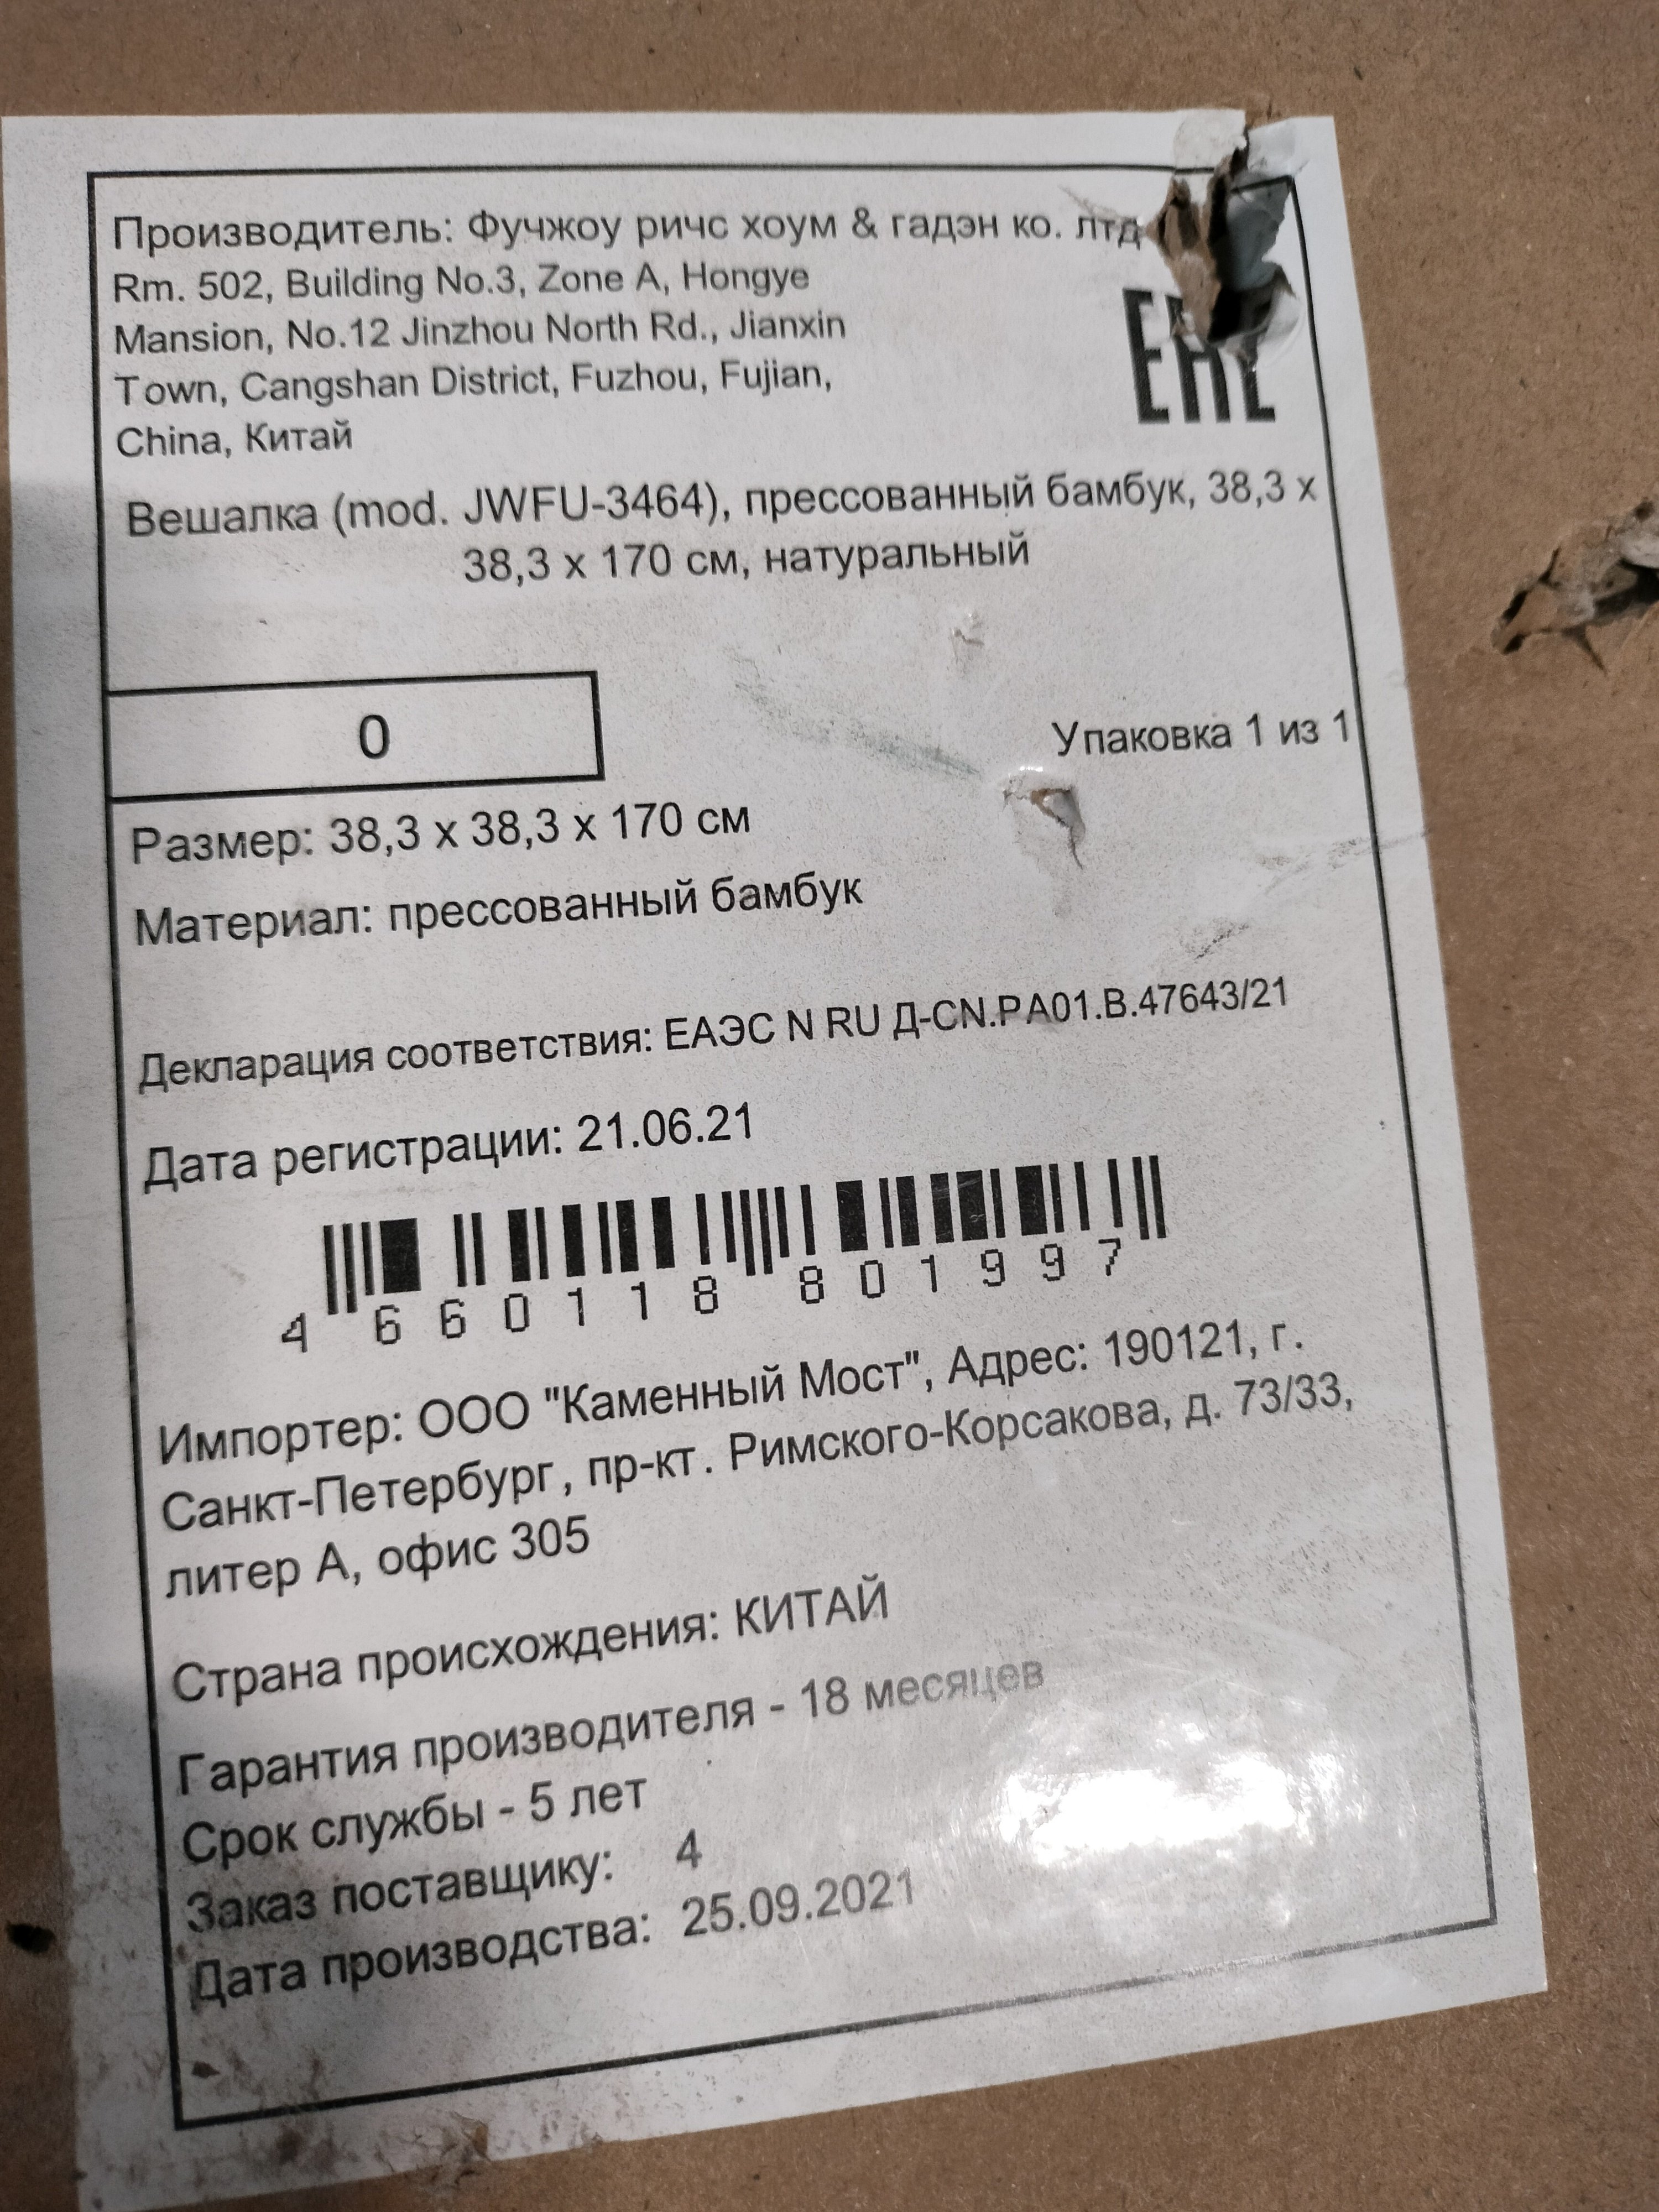 Производитель: Фучжоу ричс хоум & гадэн ко. лтд
Rm. 502, Building No.3, Zone A, Hongye
Mansion, No.12 Jinzhou North Rd., Jianxin
Town, Cangshan District, Fuzhou, Fujian,
China, Китай
EAC
Вешалка (mod. JWFU-3464), прессованный бамбук, 38,3 x
38,3 x 170 см, натуральный
0
Упаковка 1 из 1
Размер: 38,3 x 38,3 x 170 см
Материал: прессованный бамбук
Декларация соответствия: ЕАЭС N RU Д-CN.РА01.В.47643/21
Дата регистрации: 21.06.21
4 660118 801997
Импортер: ООО "Каменный Мост", Адрес: 190121, г.
Санкт-Петербург, пр-кт. Римского-Корсакова, д. 73/33,
литер А, офис 305
Страна происхождения: КИТАЙ
Гарантия производителя - 18 месяцев
Срок службы - 5 лет
Заказ поставщику: 4
Дата производства: 25.09.2021